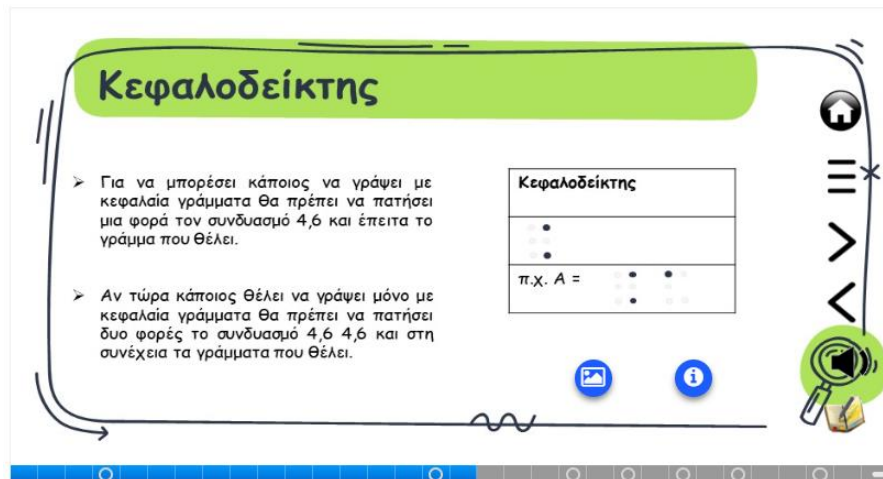 Κεφαλοδείκτης
➢ Για να μπορέσει κάποιος να γράψει με
κεφαλαία γράμματα θα πρέπει να πατήσει
μια φορά τον συνδυασμό 4,6 και έπειτα το
γράμμα που θέλει.
➢ Αν τώρα κάποιος θέλει να γράψει μόνο με
κεφαλαία γράμματα θα πρέπει να πατήσει
δυο φορές το συνδυασμό 4,6 4,6 και στη
συνέχεια τα γράμματα που θέλει.
Κεφαλοδείκτης
π.χ. Α =